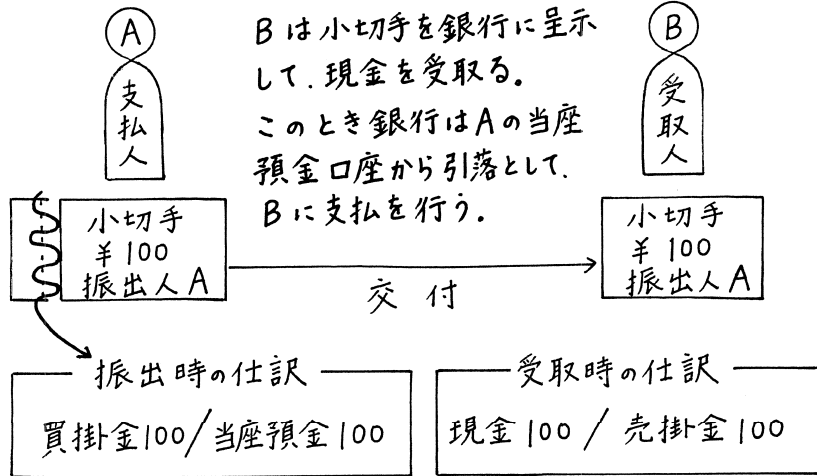 A
支払人
Bは小切手を銀行に呈示
して、現金を受取る。
このとき銀行はAの当座
預金口座から引落として、
Bに支払を行う。
B
受取人
小切手
¥100
振出人A
交付
小切手
¥100
振出人A
振出時の仕訳
買掛金100/当座預金100
受取時の仕訳
現金100/売掛金100